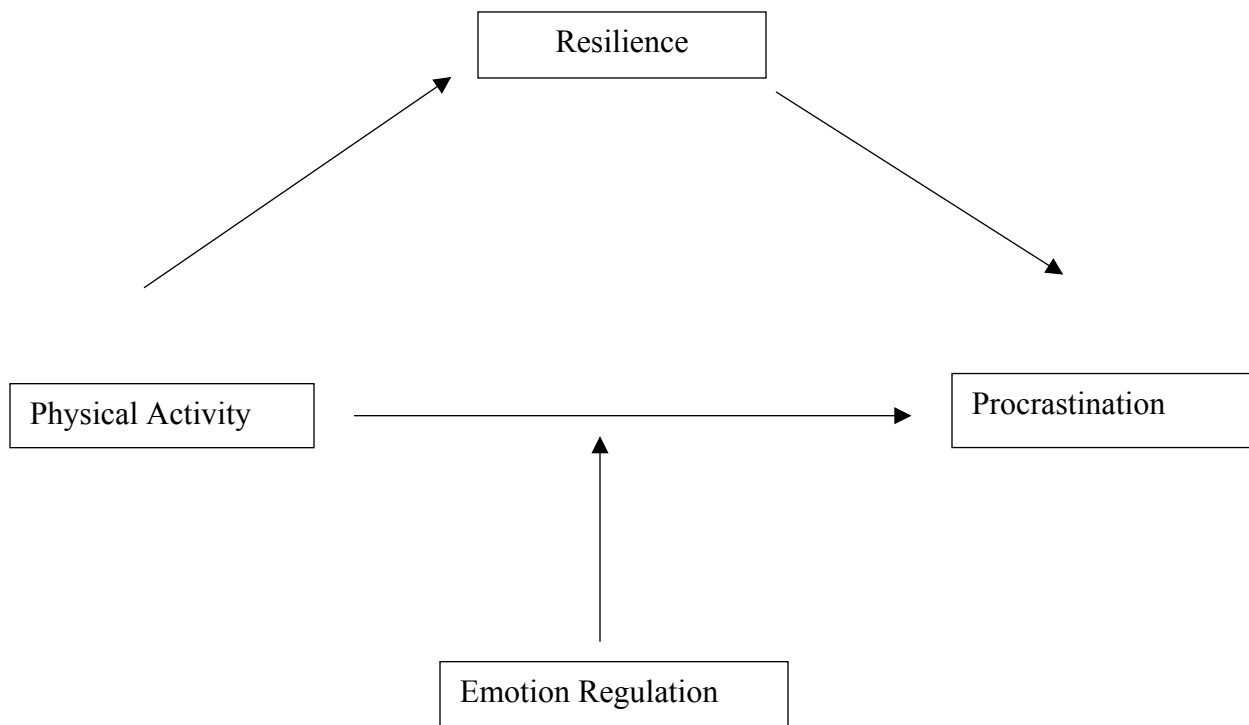 Resilience
Physical Activity
Procrastination
Emotion Regulation